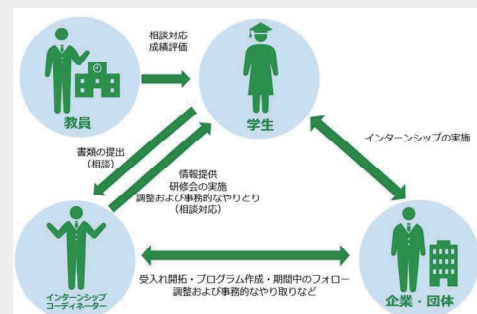 相談対応
成績評価
教員
学生
書類の提出
（相談）
情報提供
研修会の実施
調整および事務的なやりとり
（相談対応）
インターンシップの実施
インターンシップ
コーディネーター
受入れ開拓・プログラム作成・期間中のフォロー
調整および事務的なやり取りなど
企業・団体